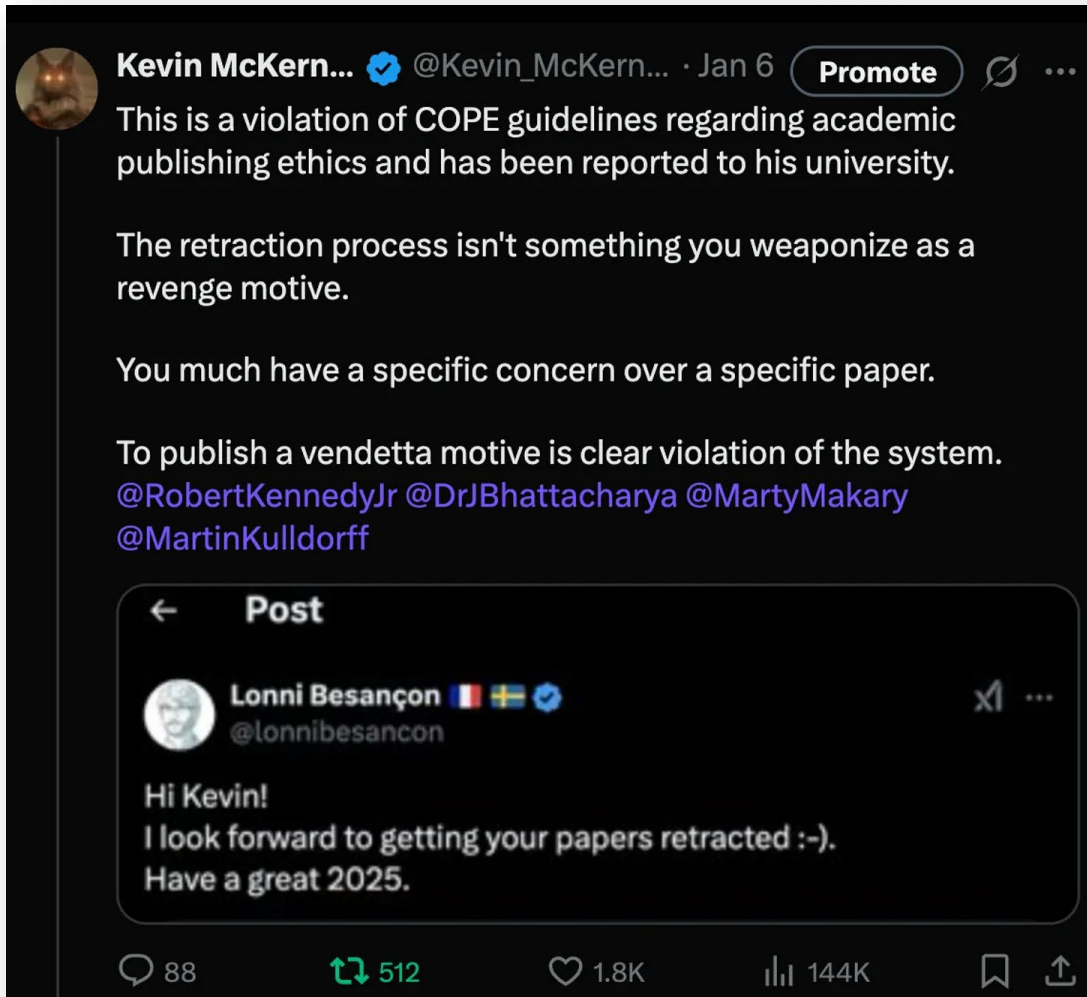 Kevin McKern... @Kevin_McKern... · Jan 6 Promote
This is a violation of COPE guidelines regarding academic
publishing ethics and has been reported to his university.
The retraction process isn't something you weaponize as a
revenge motive.
You much have a specific concern over a specific paper.
To publish a vendetta motive is clear violation of the system.
@RobertKennedyJr @DrJBhattacharya @MartyMakary
@MartinKulldorff
Post
Lonni Besançon 🇫🇷 🇸🇪
@lonnibesancon
Hi Kevin!
I look forward to getting your papers retracted :-).
Have a great 2025.
88 512 1.8K 144K